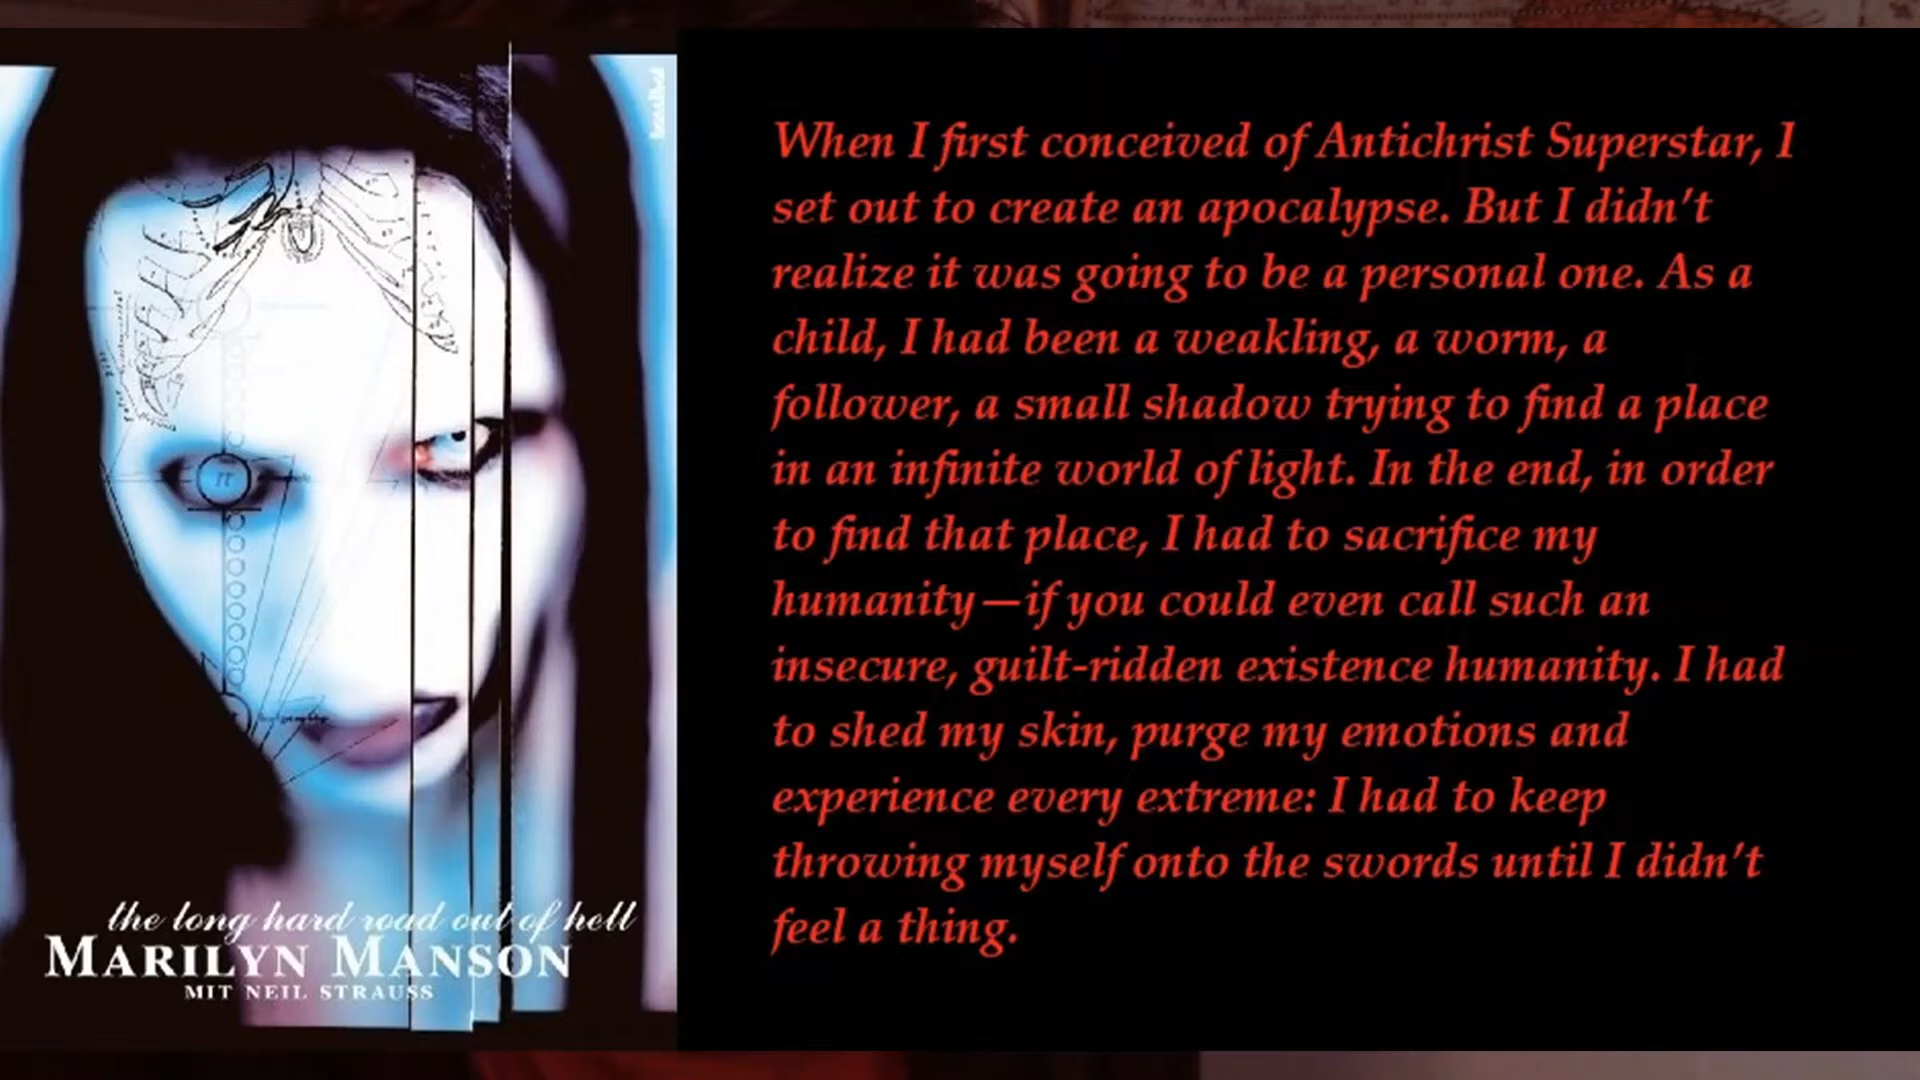 the long hard road out of hell
MARILYN MANSON
MIT NEIL STRAUSS
When I first conceived of Antichrist Superstar, I
set out to create an apocalypse. But I didn’t
realize it was going to be a personal one. As a
child, I had been a weakling, a worm, a
follower, a small shadow trying to find a place
in an infinite world of light. In the end, in order
to find that place, I had to sacrifice my
humanity—if you could even call such an
insecure, guilt-ridden existence humanity. I had
to shed my skin, purge my emotions and
experience every extreme: I had to keep
throwing myself onto the swords until I didn’t
feel a thing.